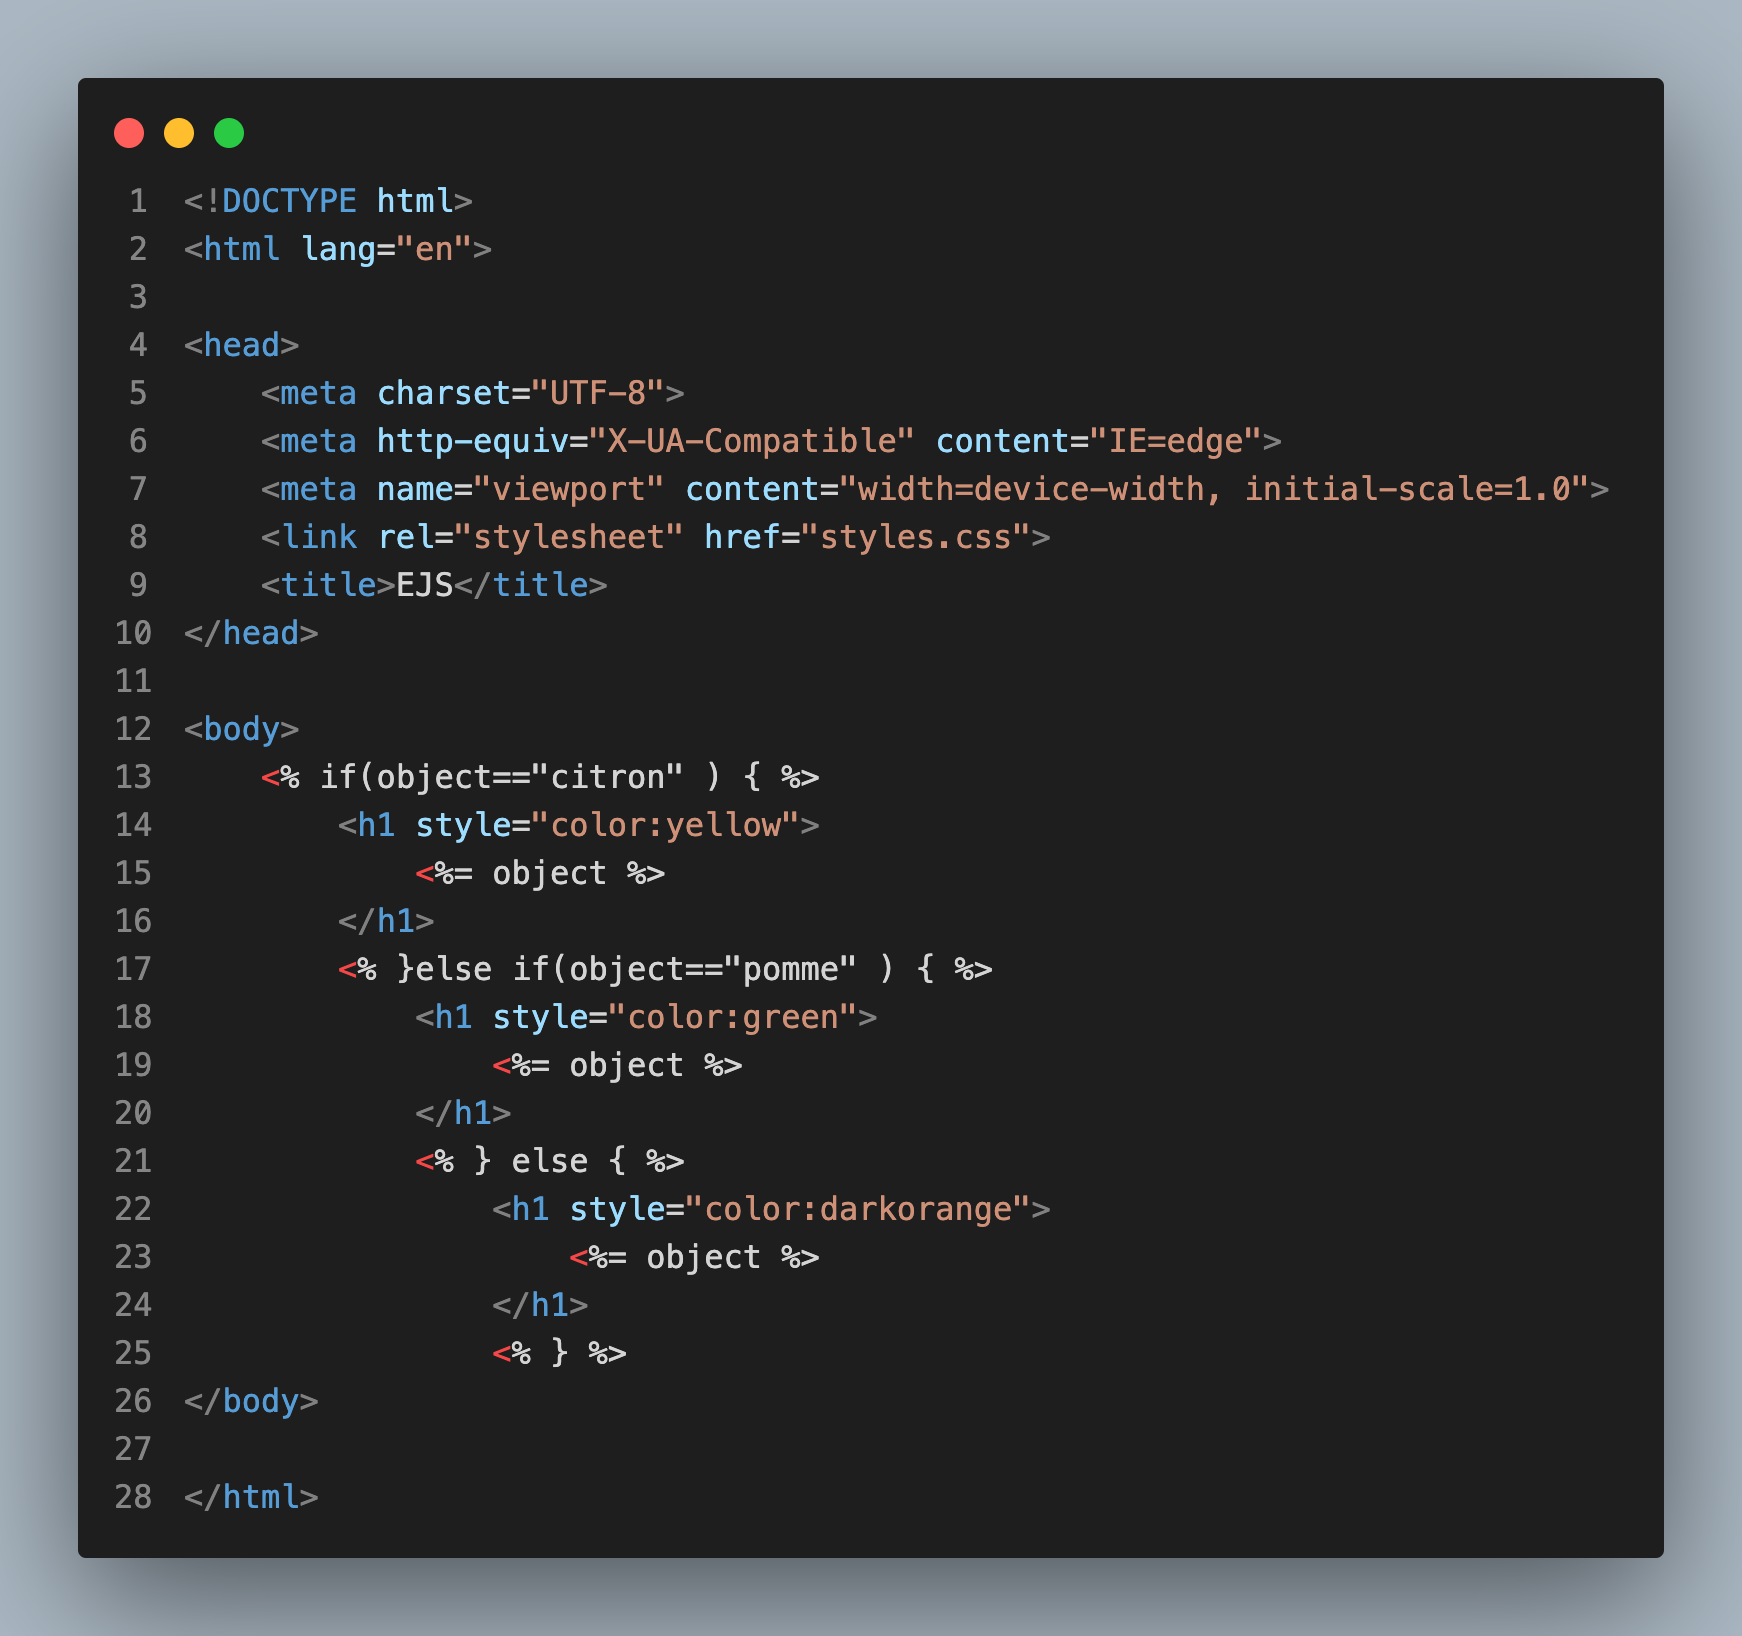 1 <!DOCTYPE html>
2 <html lang="en">
3
4 <head>
5     <meta charset="UTF-8">
6     <meta http-equiv="X-UA-Compatible" content="IE=edge">
7     <meta name="viewport" content="width=device-width, initial-scale=1.0">
8     <link rel="stylesheet" href="styles.css">
9     <title>EJS</title>
10 </head>
11
12 <body>
13     <% if(object=="citron" ) { %>
14         <h1 style="color:yellow">
15             <%= object %>
16         </h1>
17         <% }else if(object=="pomme" ) { %>
18             <h1 style="color:green">
19                 <%= object %>
20             </h1>
21             <% } else { %>
22                 <h1 style="color:darkorange">
23                     <%= object %>
24                 </h1>
25                 <% } %>
26 </body>
27
28 </html>